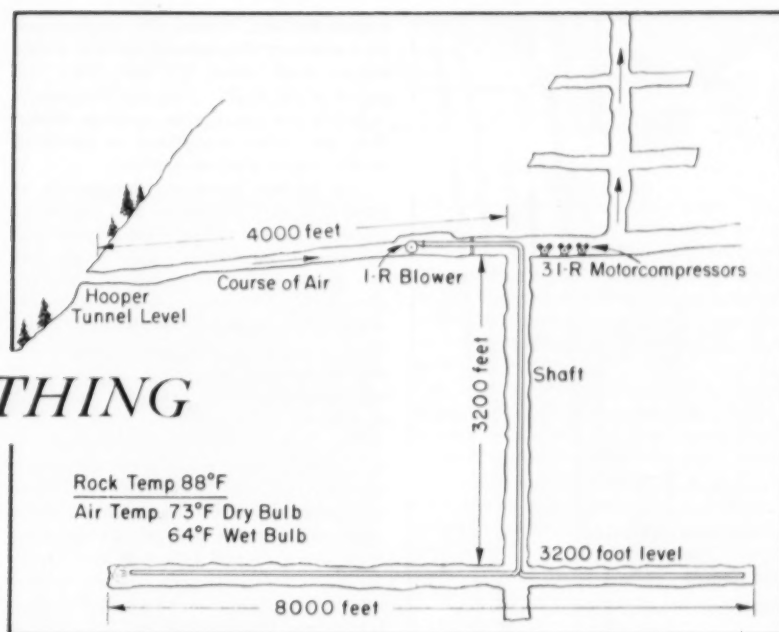 4000 feet
Course of Air
I-R Blower
3 I-R Motorcompressors
Hooper
Tunnel Level
3200 feet
Shaft
THING
Rock Temp 88°F
Air Temp 73°F Dry Bulb
64°F Wet Bulb
3200 foot level
8000 feet